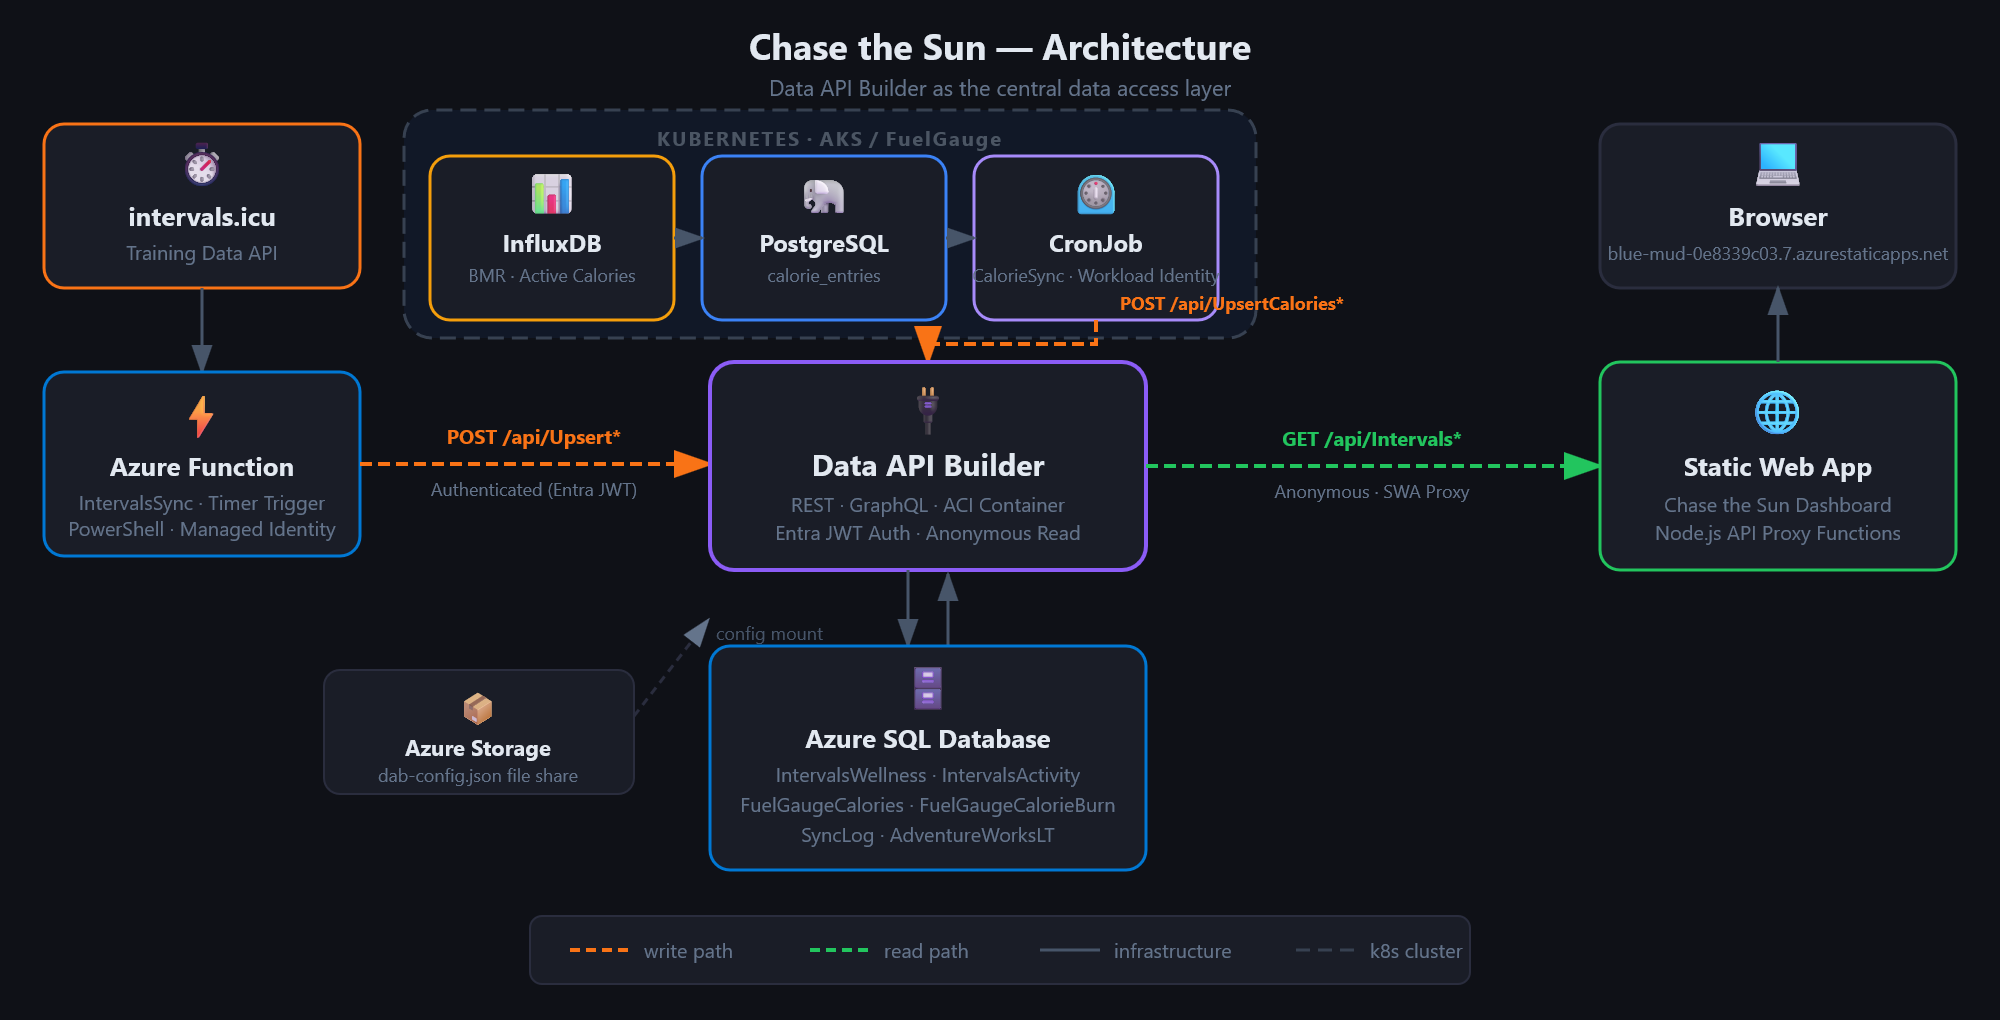 Chase the Sun — Architecture
Data API Builder as the central data access layer
KUBERNETES · AKS / FuelGauge
intervals.icu
Training Data API
InfluxDB
BMR · Active Calories
PostgreSQL
calorie_entries
CronJob
CalorieSync · Workload Identity
POST /api/UpsertCalories*
Browser
blue-mud-0e8339c03.7.azurestaticapps.net
Azure Function
IntervalsSync · Timer Trigger
PowerShell · Managed Identity
POST /api/Upsert*
Authenticated (Entra JWT)
Data API Builder
REST · GraphQL · ACI Container
Entra JWT Auth · Anonymous Read
GET /api/Intervals*
Anonymous · SWA Proxy
Static Web App
Chase the Sun Dashboard
Node.js API Proxy Functions
config mount
Azure Storage
dab-config.json file share
Azure SQL Database
IntervalsWellness · IntervalsActivity
FuelGaugeCalories · FuelGaugeCalorieBurn
SyncLog · AdventureWorksLT
write path
read path
infrastructure
k8s cluster